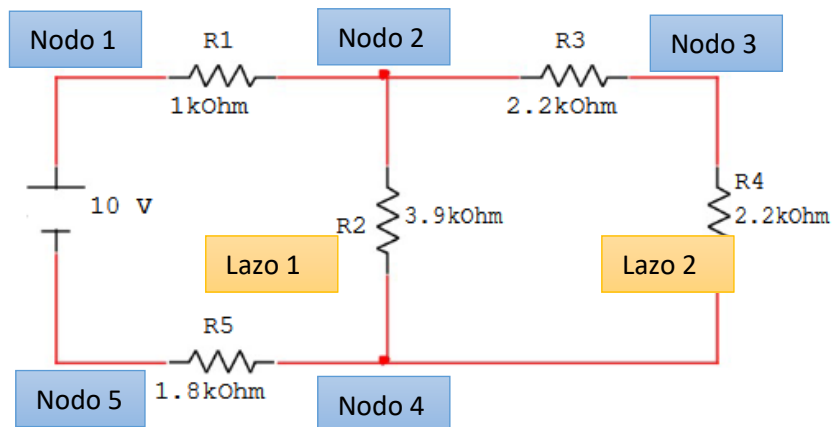 Nodo 1
R1
Nodo 2
R3
Nodo 3
1kOhm
2.2kOhm
10 V
R2
3.9kOhm
R4
2.2kOhm
Lazo 1
Lazo 2
R5
1.8kOhm
Nodo 5
Nodo 4